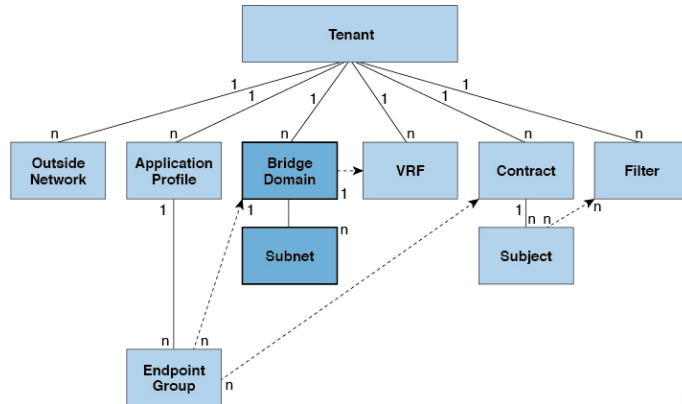 Tenant
1
1
1
1
1
1
n
n
n
n
n
n
Outside
Network
Application
Profile
Bridge
Domain
VRF
Contract
Filter
1
1
1
1
n
n
n
n
Subnet
Subject
n
n
n
Endpoint
Group